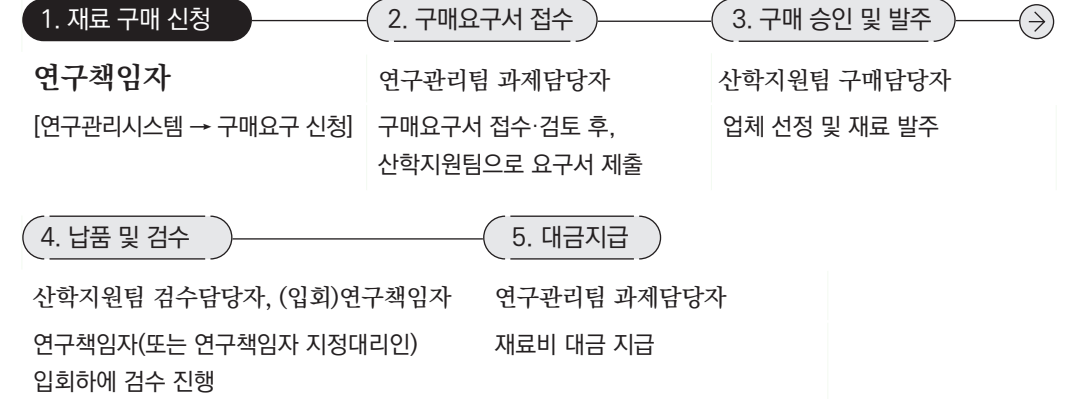 1. 재료 구매 신청
2. 구매요구서 접수
3. 구매 승인 및 발주
연구책임자
[연구관리시스템 → 구매요구 신청]
연구관리팀 과제담당자
구매요구서 접수·검토 후,
산학지원팀으로 요구서 제출
산학지원팀 구매담당자
업체 선정 및 재료 발주
4. 납품 및 검수
5. 대금지급
산학지원팀 검수담당자, (입회)연구책임자
연구책임자(또는 연구책임자 지정대리인)
입회하에 검수 진행
연구관리팀 과제담당자
재료비 대금 지급